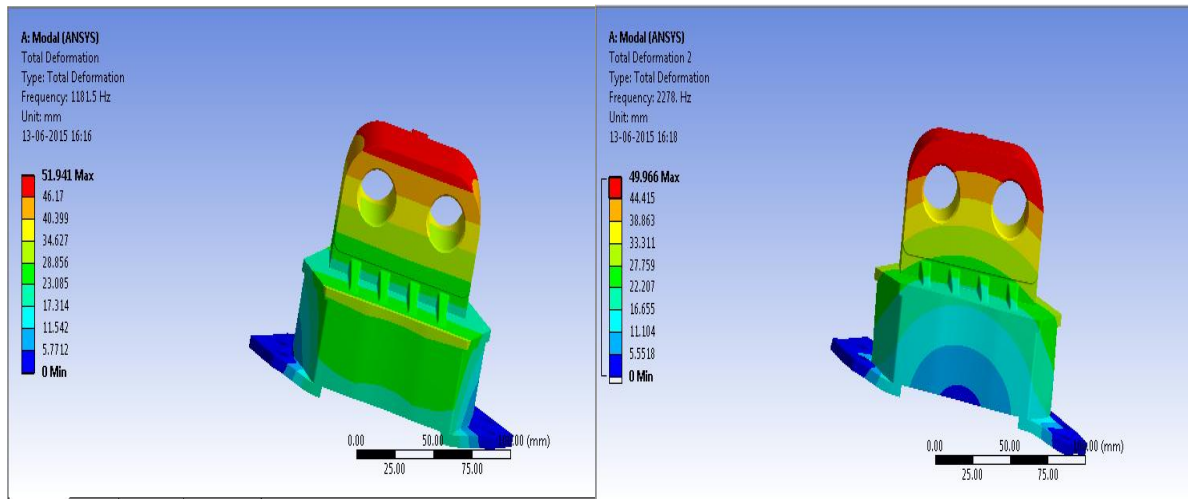 A: Modal (ANSYS)
Total Deformation
Type: Total Deformation
Frequency: 1181.5 Hz
Unit: mm
13-06-2015 16:16
51.941 Max
46.17
40.399
34.627
28.856
23.085
17.314
11.542
5.7712
0 Min
0.00 50.00 (mm)
25.00 75.00
A: Modal (ANSYS)
Total Deformation 2
Type: Total Deformation
Frequency: 2278. Hz
Unit: mm
13-06-2015 16:18
49.966 Max
44.415
38.863
33.311
27.759
22.207
16.655
11.104
5.5518
0 Min
0.00 50.00 (mm)
25.00 75.00